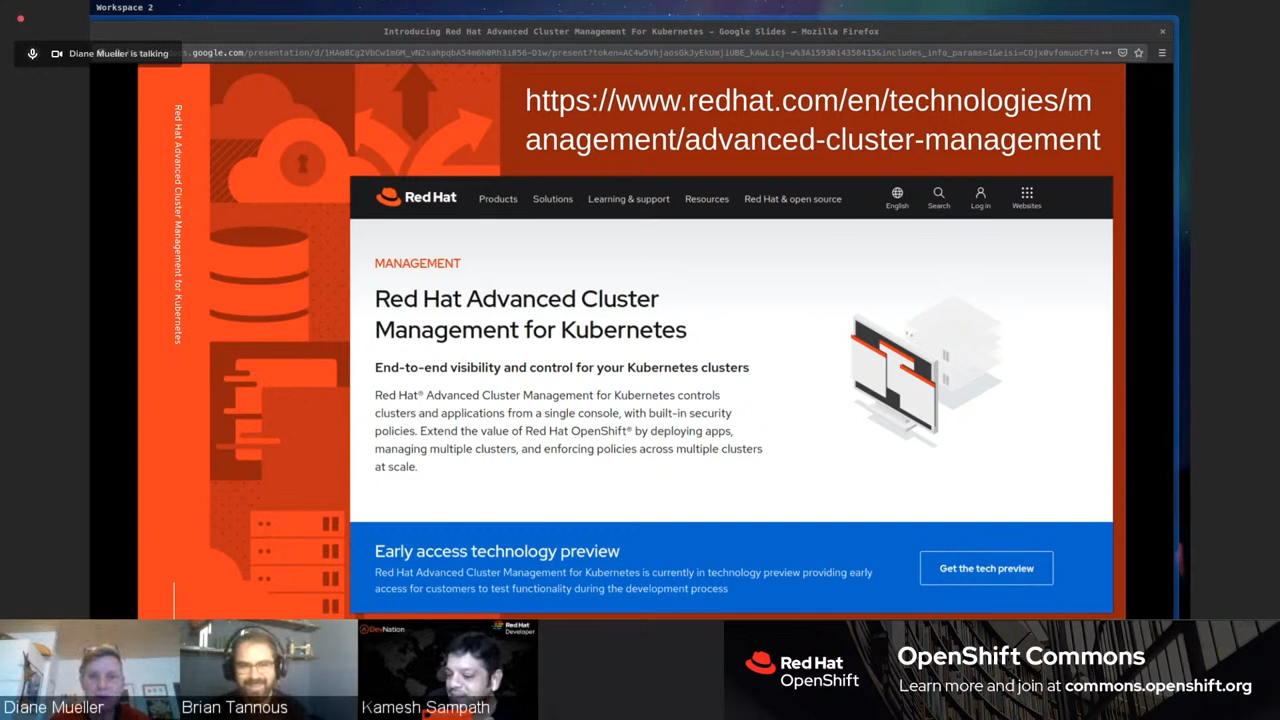 Workspace 2
Introducing Red Hat Advanced Cluster Management For Kubernetes – Google Slides – Mozilla Firefox
Diane Mueller is talking
https://www.redhat.com/en/technologies/m
anagement/advanced-cluster-management
Red Hat Advanced Cluster Management for Kubernetes
Red Hat Products Solutions Learning & support Resources Red Hat & open source English Search Log in Websites
MANAGEMENT
Red Hat Advanced Cluster
Management for Kubernetes
End-to-end visibility and control for your Kubernetes clusters
Red Hat® Advanced Cluster Management for Kubernetes controls
clusters and applications from a single console, with built-in security
policies. Extend the value of Red Hat OpenShift® by deploying apps,
managing multiple clusters, and enforcing policies across multiple clusters
at scale.
Early access technology preview
Red Hat Advanced Cluster Management for Kubernetes is currently in technology preview providing early
access for customers to test functionality during the development process
Get the tech preview
DevNation
Red Hat
Developer
Diane Mueller
Brian Tannous
Kamesh Sampath
Red Hat
OpenShift
OpenShift Commons
Learn more and join at commons.openshift.org